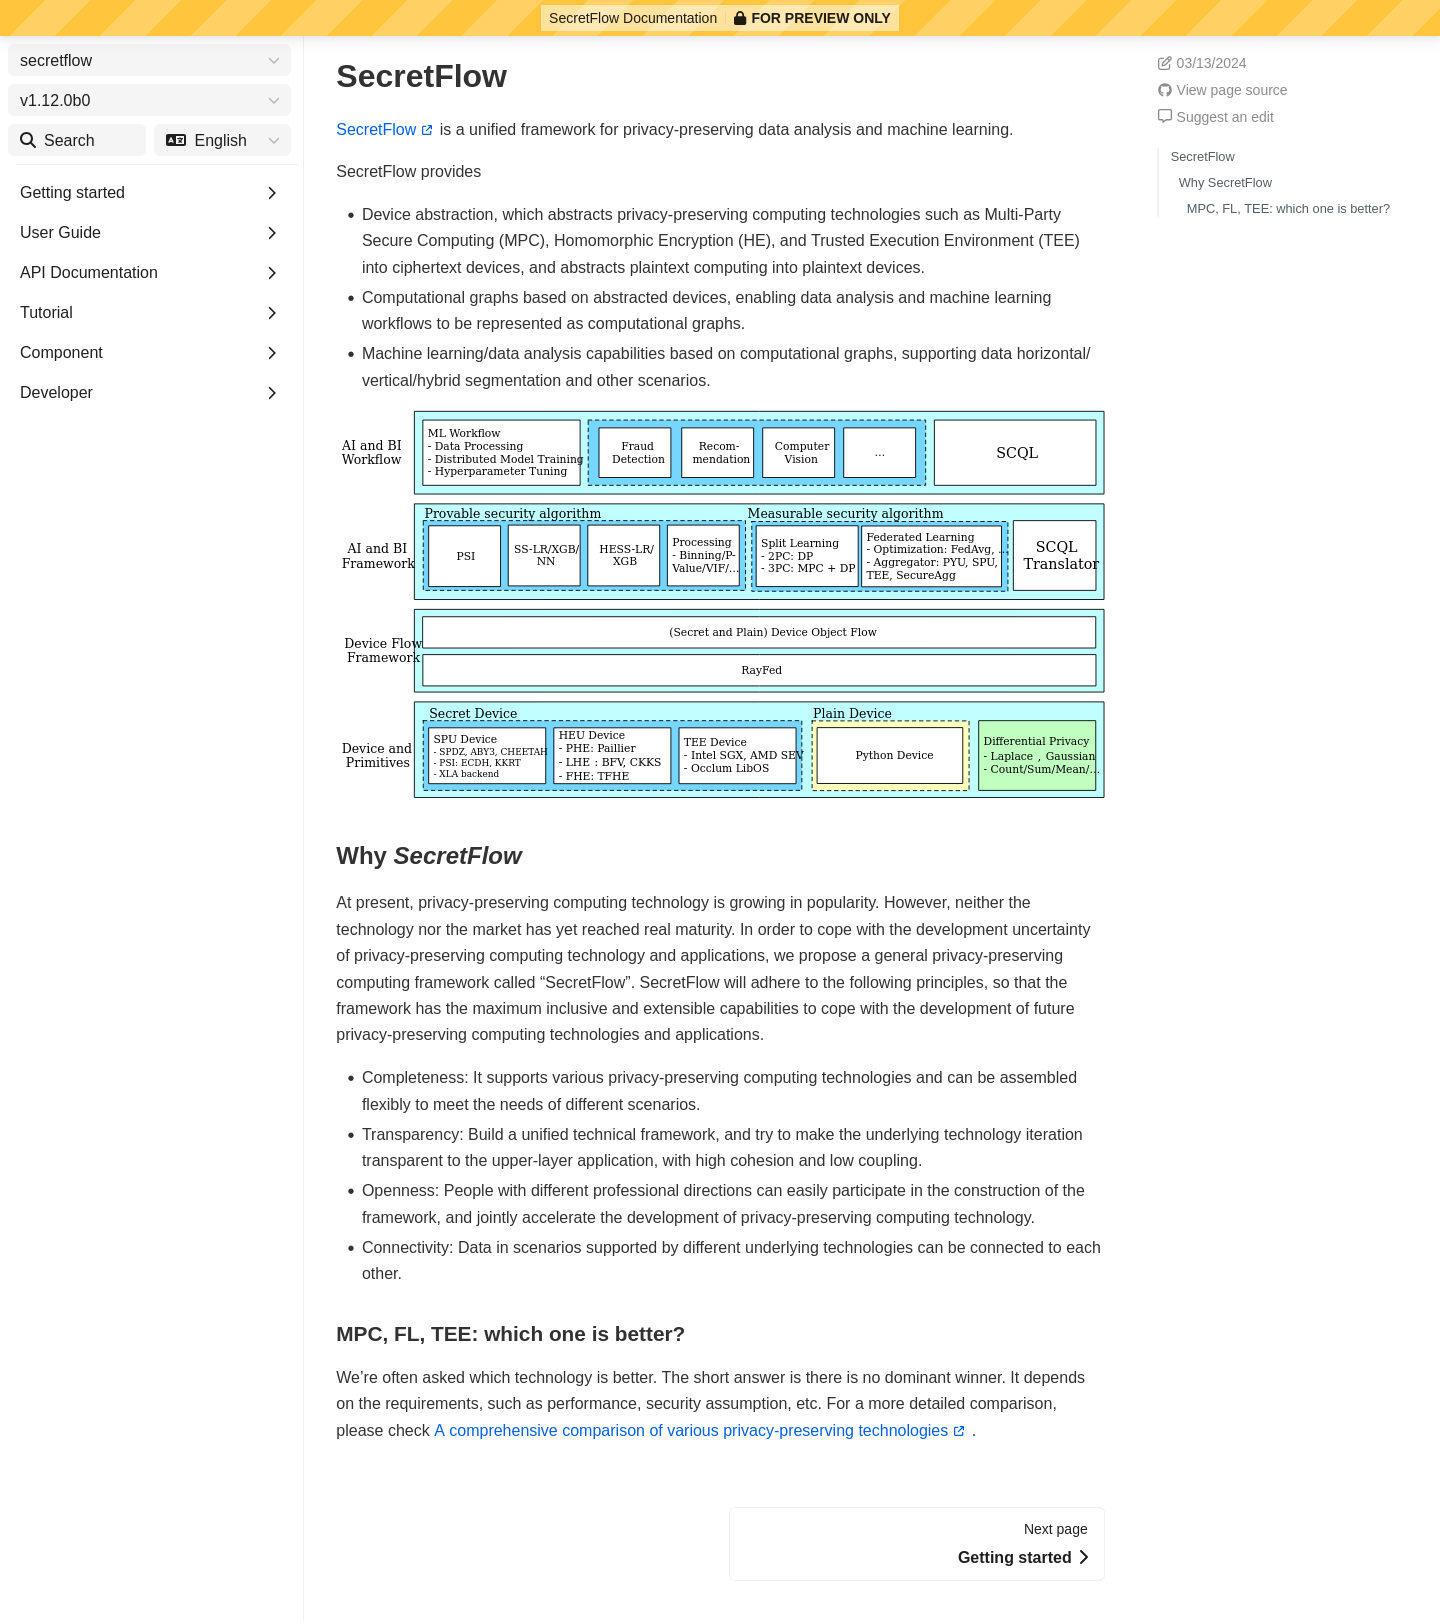 SecretFlow Documentation FOR PREVIEW ONLY
secretflow
v1.12.0b0
Search English
Getting started
User Guide
API Documentation
Tutorial
Component
Developer
SecretFlow
SecretFlow is a unified framework for privacy-preserving data analysis and machine learning.
SecretFlow provides
• Device abstraction, which abstracts privacy-preserving computing technologies such as Multi-Party
Secure Computing (MPC), Homomorphic Encryption (HE), and Trusted Execution Environment (TEE)
into ciphertext devices, and abstracts plaintext computing into plaintext devices.
• Computational graphs based on abstracted devices, enabling data analysis and machine learning
workflows to be represented as computational graphs.
• Machine learning/data analysis capabilities based on computational graphs, supporting data horizontal/
vertical/hybrid segmentation and other scenarios.
AI and BI
Workflow
ML Workflow
- Data Processing
- Distributed Model Training
- Hyperparameter Tuning
Fraud
Detection
Recom-
mendation
Computer
Vision
...
SCQL
AI and BI
Framework
Provable security algorithm
PSI
SS-LR/XGB/
NN
HESS-LR/
XGB
Processing
- Binning/P-
Value/VIF/...
Measurable security algorithm
Split Learning
- 2PC: DP
- 3PC: MPC + DP
Federated Learning
- Optimization: FedAvg, ...
- Aggregator: PYU, SPU,
TEE, SecureAgg
SCQL
Translator
Device Flow
Framework
(Secret and Plain) Device Object Flow
RayFed
Device and
Primitives
Secret Device
SPU Device
- SPDZ, ABY3, CHEETAH
- PSI: ECDH, KKRT
- XLA backend
HEU Device
- PHE: Paillier
- LHE : BFV, CKKS
- FHE: TFHE
TEE Device
- Intel SGX, AMD SEV
- Occlum LibOS
Plain Device
Python Device
Differential Privacy
- Laplace , Gaussian
- Count/Sum/Mean/...
Why SecretFlow
At present, privacy-preserving computing technology is growing in popularity. However, neither the
technology nor the market has yet reached real maturity. In order to cope with the development uncertainty
of privacy-preserving computing technology and applications, we propose a general privacy-preserving
computing framework called “SecretFlow”. SecretFlow will adhere to the following principles, so that the
framework has the maximum inclusive and extensible capabilities to cope with the development of future
privacy-preserving computing technologies and applications.
• Completeness: It supports various privacy-preserving computing technologies and can be assembled
flexibly to meet the needs of different scenarios.
• Transparency: Build a unified technical framework, and try to make the underlying technology iteration
transparent to the upper-layer application, with high cohesion and low coupling.
• Openness: People with different professional directions can easily participate in the construction of the
framework, and jointly accelerate the development of privacy-preserving computing technology.
• Connectivity: Data in scenarios supported by different underlying technologies can be connected to each
other.
MPC, FL, TEE: which one is better?
We’re often asked which technology is better. The short answer is there is no dominant winner. It depends
on the requirements, such as performance, security assumption, etc. For a more detailed comparison,
please check A comprehensive comparison of various privacy-preserving technologies .
Next page
Getting started
03/13/2024
View page source
Suggest an edit
SecretFlow
Why SecretFlow
MPC, FL, TEE: which one is better?